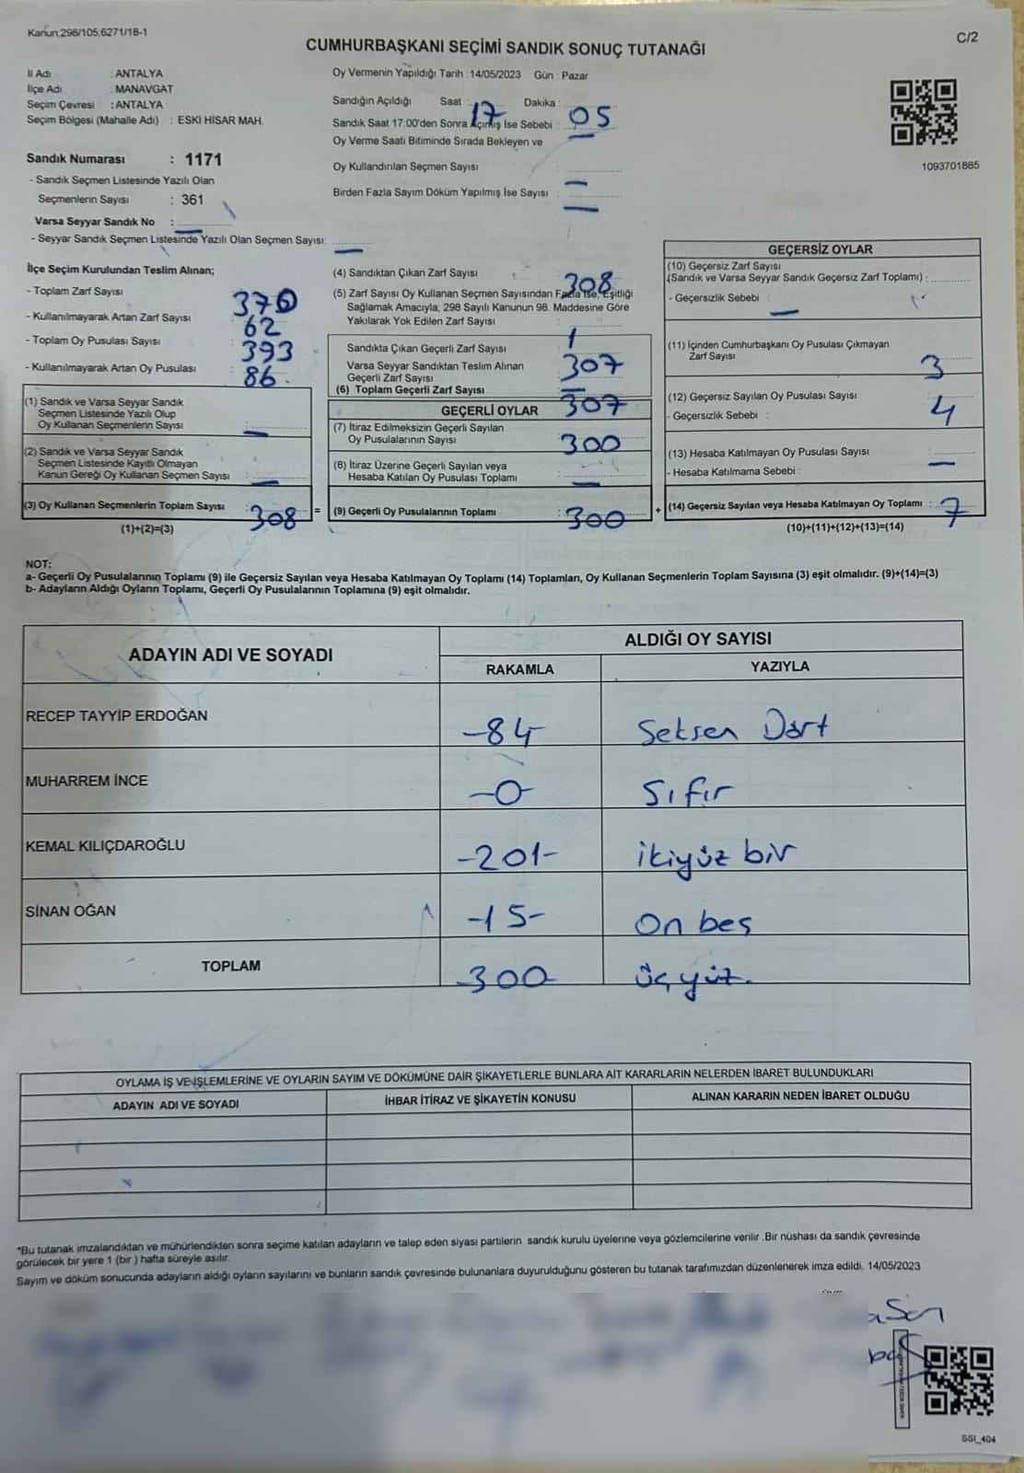 Kanun:298/105,6271/18-1
C/2
CUMHURBAŞKANI SEÇİMİ SANDIK SONUÇ TUTANAĞI
İl Adı : ANTALYA
İlçe Adı : MANAVGAT
Seçim Çevresi : ANTALYA
Seçim Bölgesi (Mahalle Adı) : ESKİ HİSAR MAH.
Sandık Numarası : 1171
- Sandık Seçmen Listesinde Yazılı Olan
Seçmenlerin Sayısı : 361
Varsa Seyyar Sandık No :
- Seyyar Sandık Seçmen Listesinde Yazılı Olan Seçmen Sayısı:
Oy Vermenin Yapıldığı Tarih : 14/05/2023 Gün : Pazar
Sandığın Açıldığı Saat : 17 Dakika : 05
Sandık Saat 17:00'den Sonra Açılmış İse Sebebi :
Oy Verme Saati Bitiminde Sırada Bekleyen ve
Oy Kullandırılan Seçmen Sayısı
Birden Fazla Sayım Döküm Yapılmış İse Sayısı
1093701885
İlçe Seçim Kurulundan Teslim Alınan;
- Toplam Zarf Sayısı 370
- Kullanılmayarak Artan Zarf Sayısı 62
- Toplam Oy Pusulası Sayısı 393
- Kullanılmayarak Artan Oy Pusulası 86
(1) Sandık ve Varsa Seyyar Sandık
Seçmen Listesinde Yazılı Olup
Oy Kullanan Seçmenlerin Sayısı
(2) Sandık ve Varsa Seyyar Sandık
Seçmen Listesinde Kayıtlı Olmayan
Kanun Gereği Oy Kullanan Seçmen Sayısı
(3) Oy Kullanan Seçmenlerin Toplam Sayısı 308
(1)+(2)=(3)
(4) Sandıktan Çıkan Zarf Sayısı 308
(5) Zarf Sayısı Oy Kullanan Seçmen Sayısından Fazla İse, Eşitliği
Sağlamak Amacıyla, 298 Sayılı Kanunun 98. Maddesine Göre
Yakılarak Yok Edilen Zarf Sayısı 1
Sandıkta Çıkan Geçerli Zarf Sayısı 307
Varsa Seyyar Sandıktan Teslim Alınan
Geçerli Zarf Sayısı
(6) Toplam Geçerli Zarf Sayısı 307
GEÇERLİ OYLAR
(7) İtiraz Edilmeksizin Geçerli Sayılan
Oy Pusulalarının Sayısı 300
(8) İtiraz Üzerine Geçerli Sayılan veya
Hesaba Katılan Oy Pusulası Toplamı
= (9) Geçerli Oy Pusulalarının Toplamı 300
GEÇERSİZ OYLAR
(10) Geçersiz Zarf Sayısı
(Sandık ve Varsa Seyyar Sandık Geçersiz Zarf Toplamı) :
- Geçersizlik Sebebi :
(11) İçinden Cumhurbaşkanı Oy Pusulası Çıkmayan
Zarf Sayısı 3
(12) Geçersiz Sayılan Oy Pusulası Sayısı 4
- Geçersizlik Sebebi :
(13) Hesaba Katılmayan Oy Pusulası Sayısı
- Hesaba Katılmama Sebebi :
+ (14) Geçersiz Sayılan veya Hesaba Katılmayan Oy Toplamı : 7
(10)+(11)+(12)+(13)=(14)
NOT:
a- Geçerli Oy Pusulalarının Toplamı (9) ile Geçersiz Sayılan veya Hesaba Katılmayan Oy Toplamı (14) Toplamları, Oy Kullanan Seçmenlerin Toplam Sayısına (3) eşit olmalıdır. (9)+(14)=(3)
b- Adayların Aldığı Oyların Toplamı, Geçerli Oy Pusulalarının Toplamına (9) eşit olmalıdır.
ADAYIN ADI VE SOYADI
ALDIĞI OY SAYISI
RAKAMLA YAZIYLA
RECEP TAYYİP ERDOĞAN -84 Seksen Dört
MUHARREM İNCE -0- Sıfır
KEMAL KILIÇDAROĞLU -201- ikiyüz bir
SİNAN OĞAN -15- On beş
TOPLAM 300 üçyüz.
OYLAMA İŞ VE İŞLEMLERİNE VE OYLARIN SAYIM VE DÖKÜMÜNE DAİR ŞİKAYETLERLE BUNLARA AİT KARARLARIN NELERDEN İBARET BULUNDUKLARI
ADAYIN ADI VE SOYADI İHBAR İTİRAZ VE ŞİKAYETİN KONUSU ALINAN KARARIN NEDEN İBARET OLDUĞU
*Bu tutanak imzalandıktan ve mühürlendikten sonra seçime katılan adayların ve talep eden siyasi partilerin sandık kurulu üyelerine veya gözlemcilerine verilir .Bir nüshası da sandık çevresinde
görülecek bir yere 1 (bir ) hafta süreyle asılır.
Sayım ve döküm sonucunda adayların aldığı oyların sayılarını ve bunların sandık çevresinde bulunanlara duyurulduğunu gösteren bu tutanak tarafımızdan düzenlenerek imza edildi. 14/05/2023
SSI_404